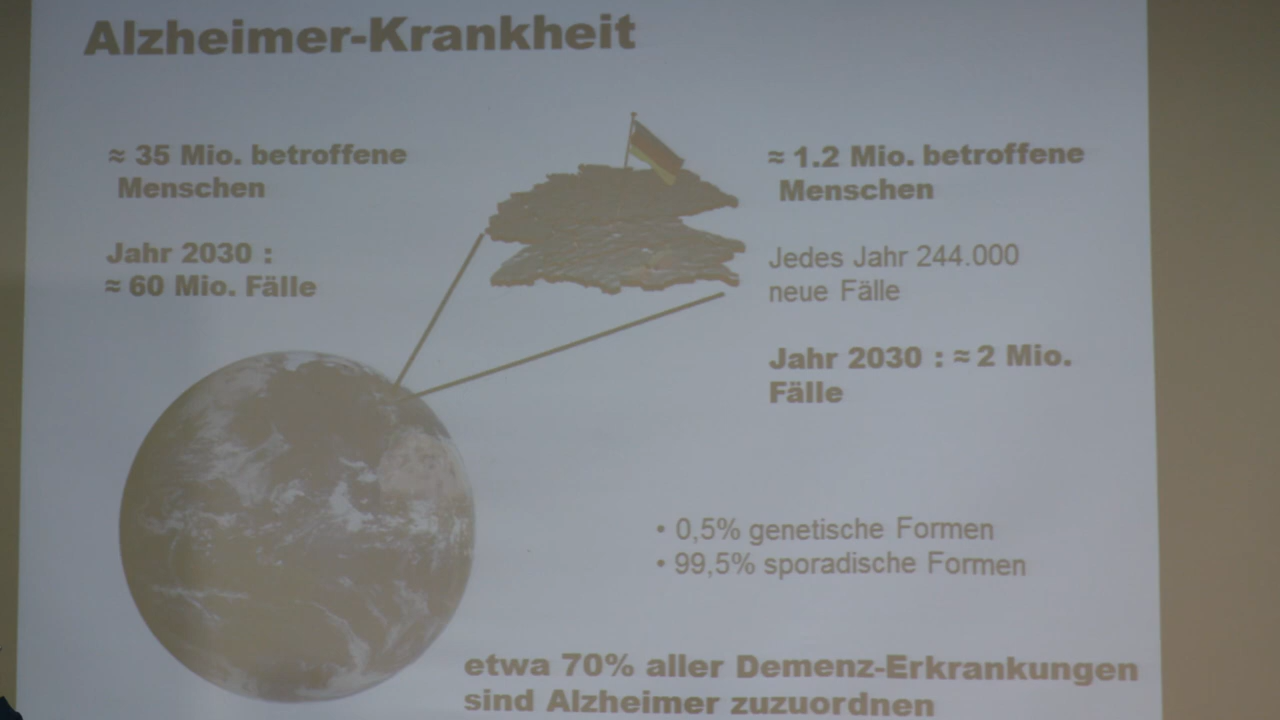 Alzheimer-Krankheit
≈ 35 Mio. betroffene
Menschen
Jahr 2030 :
≈ 60 Mio. Fälle
≈ 1.2 Mio. betroffene
Menschen
Jedes Jahr 244.000
neue Fälle
Jahr 2030 : ≈ 2 Mio.
Fälle
• 0,5% genetische Formen
• 99,5% sporadische Formen
etwa 70% aller Demenz-Erkrankungen
sind Alzheimer zuzuordnen